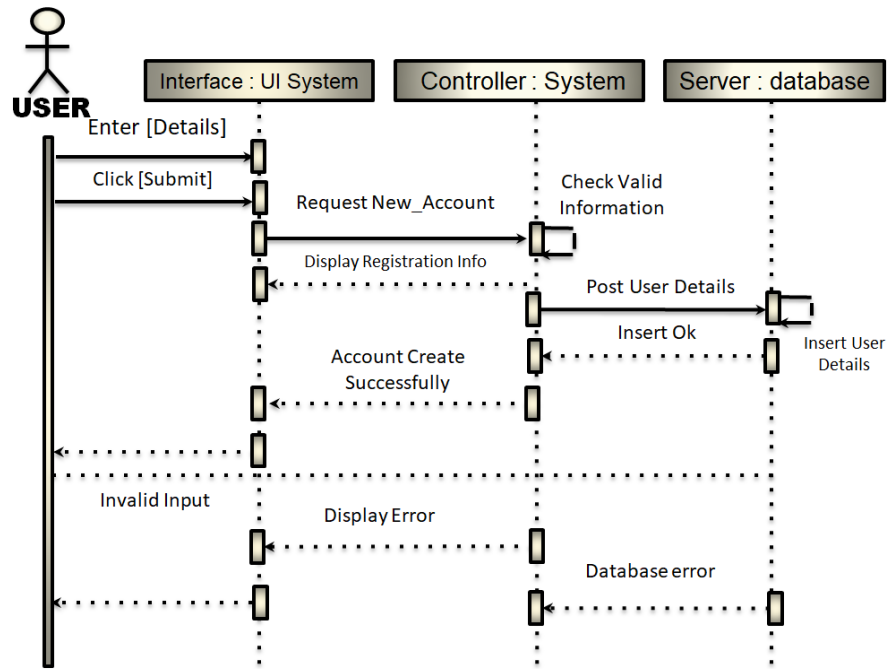 USER
Interface : UI System
Controller : System
Server : database
Enter [Details]
Click [Submit]
Request New_Account
Check Valid
Information
Display Registration Info
Post User Details
Insert Ok
Insert User
Details
Account Create
Successfully
Invalid Input
Display Error
Database error